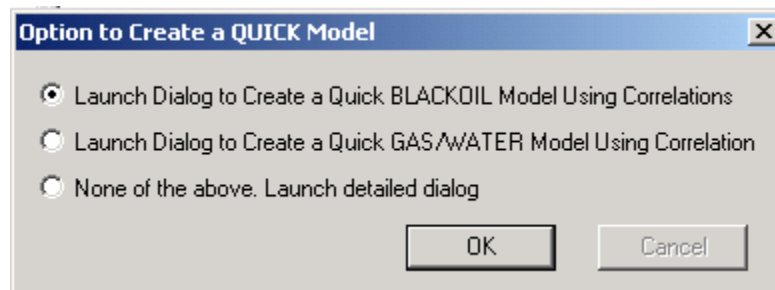 Option to Create a QUICK Model
Launch Dialog to Create a Quick BLACKOIL Model Using Correlations
Launch Dialog to Create a Quick GAS/WATER Model Using Correlation
None of the above. Launch detailed dialog
OK Cancel